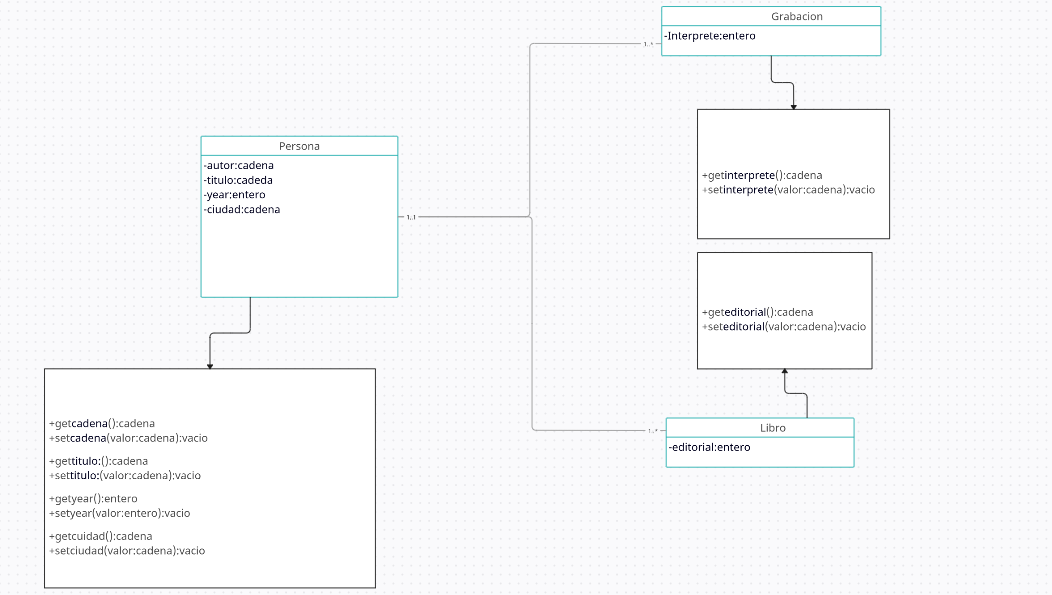 Grabacion
-Interprete:entero
1..*
+getinterprete():cadena
+setinterprete(valor:cadena):vacio
Persona
-autor:cadena
-titulo:cadeda
-year:entero
-ciudad:cadena
1..1
+geteditorial():cadena
+seteditorial(valor:cadena):vacio
1..*
Libro
-editorial:entero
+getcadena():cadena
+setcadena(valor:cadena):vacio
+gettitulo:():cadena
+settitulo:(valor:cadena):vacio
+getyear():entero
+setyear(valor:entero):vacio
+getcuidad():cadena
+setciudad(valor:cadena):vacio